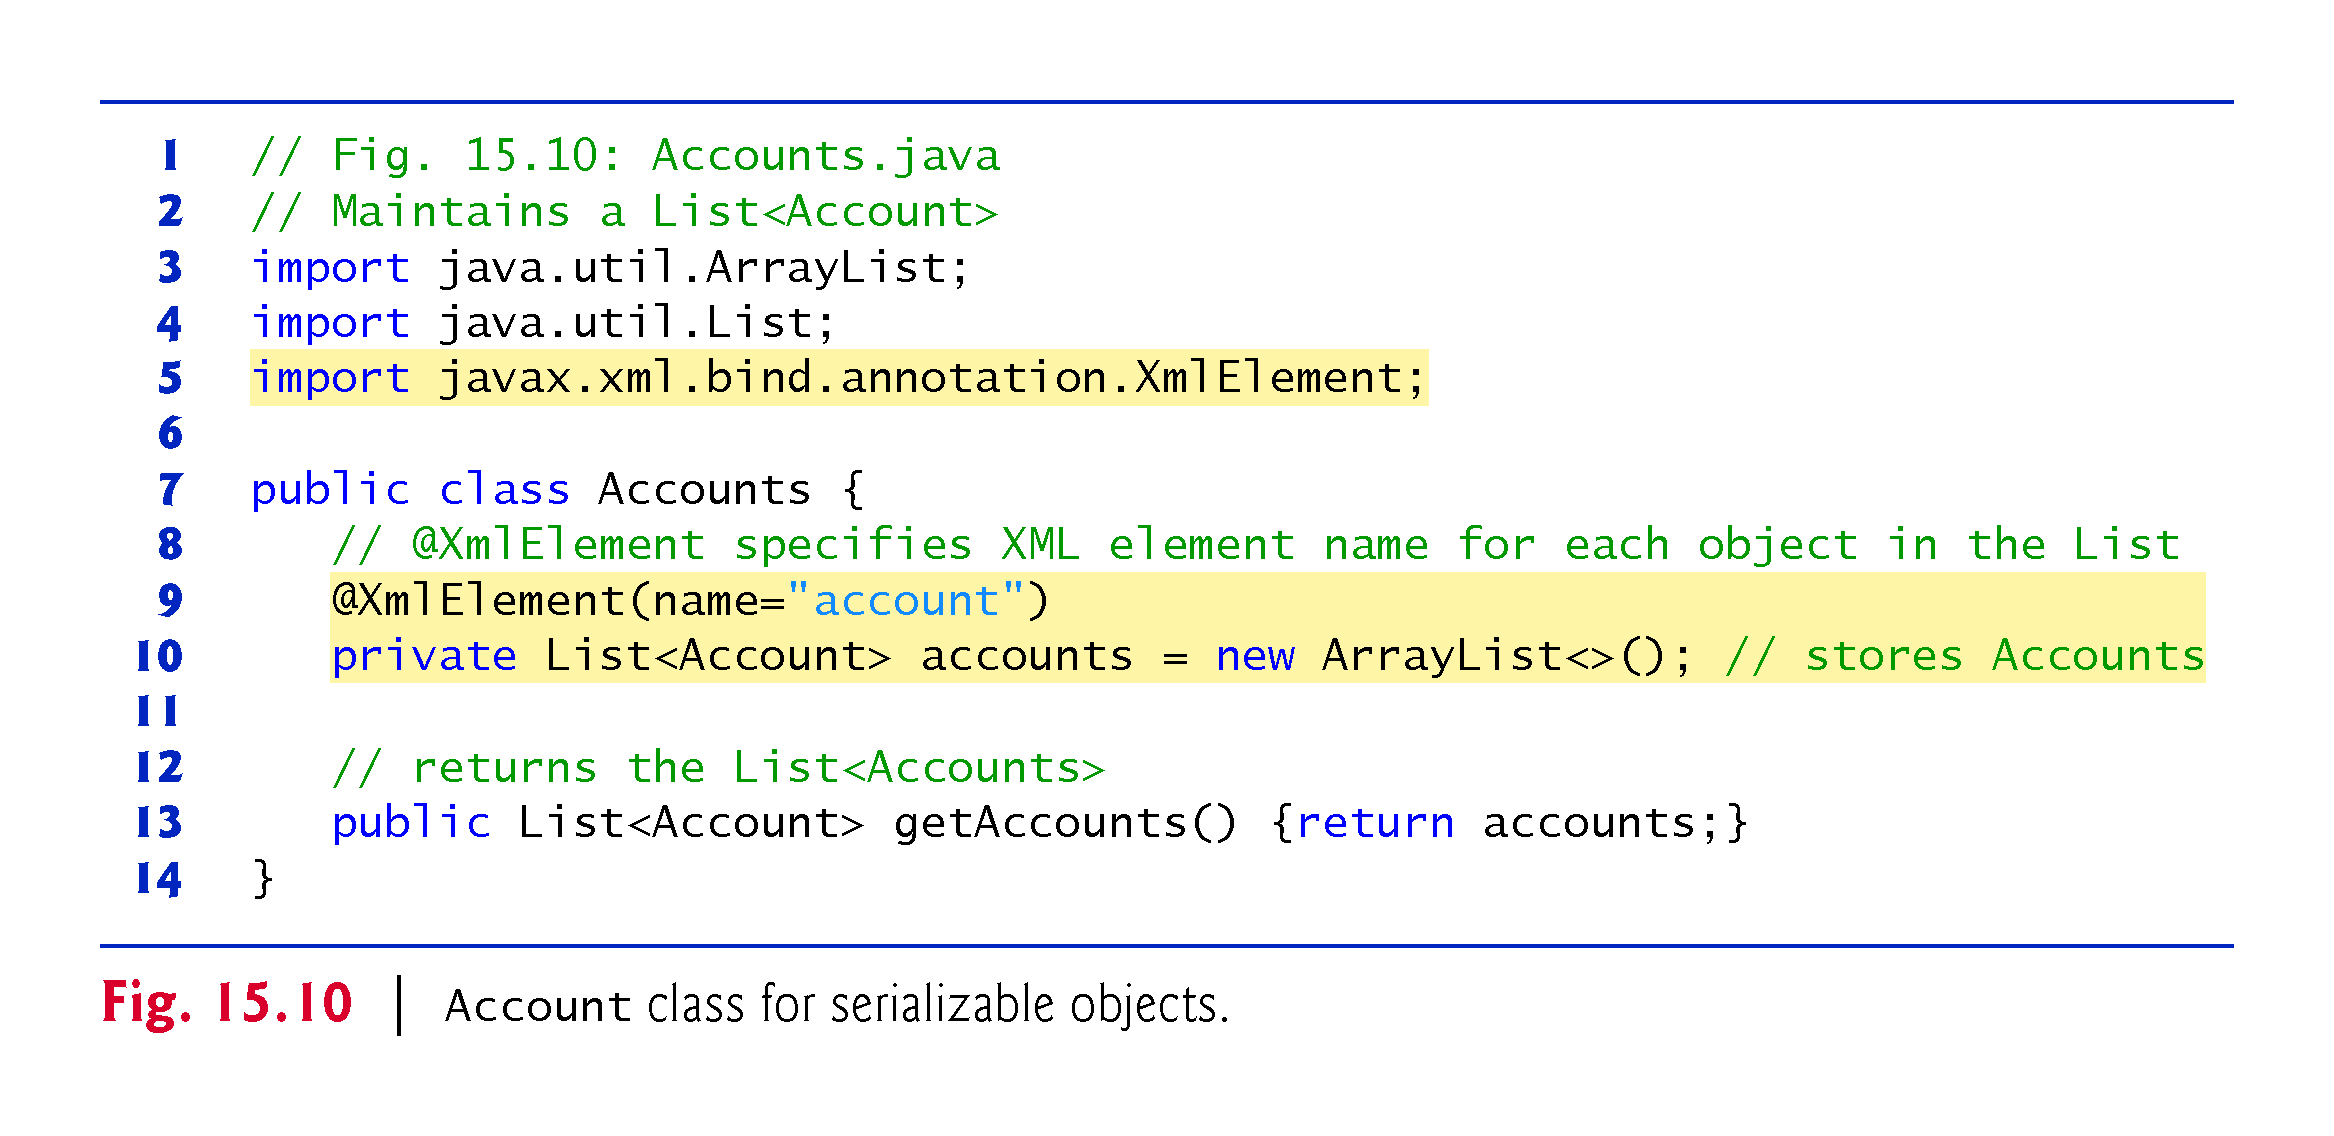 1 // Fig. 15.10: Accounts.java
2 // Maintains a List<Account>
3 import java.util.ArrayList;
4 import java.util.List;
5 import javax.xml.bind.annotation.XmlElement;
6
7 public class Accounts {
8 // @XmlElement specifies XML element name for each object in the List
9 @XmlElement(name="account")
10 private List<Account> accounts = new ArrayList<>(); // stores Accounts
11
12 // returns the List<Accounts>
13 public List<Account> getAccounts() {return accounts;}
14 }
Fig. 15.10 | Account class for serializable objects.